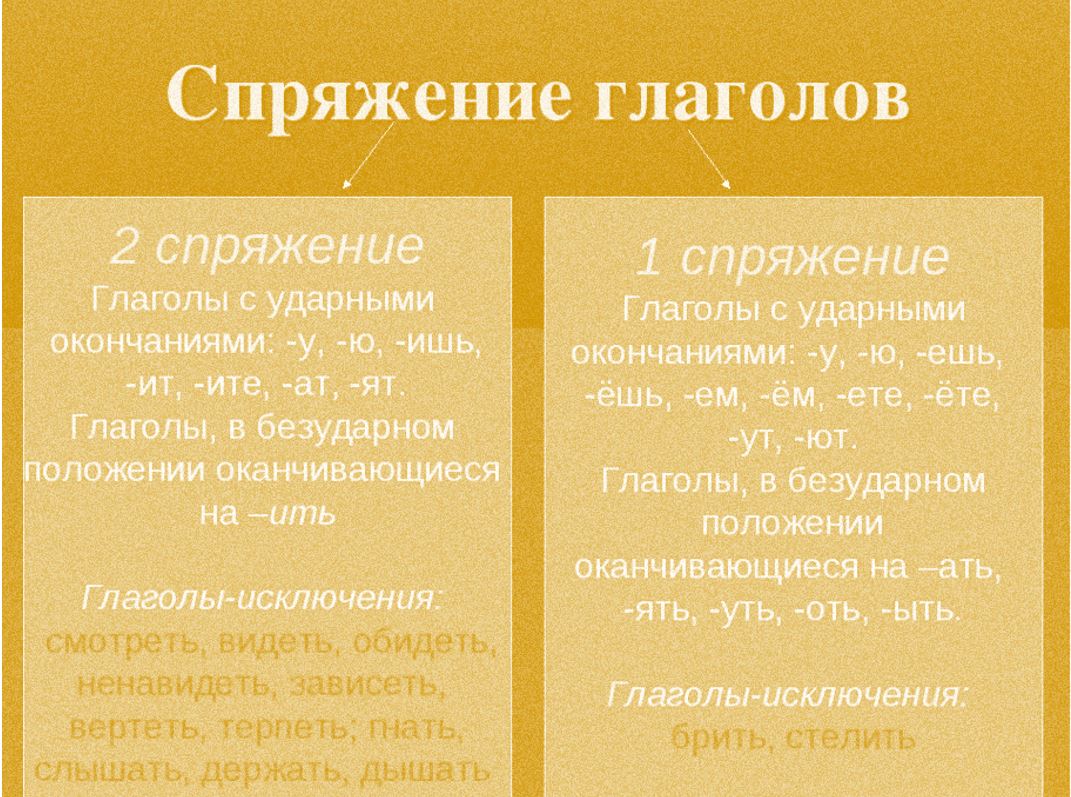 Спряжение глаголов
2 спряжение
Глаголы с ударными
окончаниями: -у, -ю, -ишь,
-ит, -ите, -ат, -ят.
Глаголы, в безударном
положении оканчивающиеся
на –ить
Глаголы-исключения:
смотреть, видеть, обидеть,
ненавидеть, зависеть,
вертеть, терпеть; гнать,
слышать, держать, дышать
1 спряжение
Глаголы с ударными
окончаниями: -у, -ю, -ешь,
-ёшь, -ем, -ём, -ете, -ёте,
-ут, -ют.
Глаголы, в безударном
положении
оканчивающиеся на –ать,
-ять, -уть, -оть, -ыть.
Глаголы-исключения:
брить, стелить